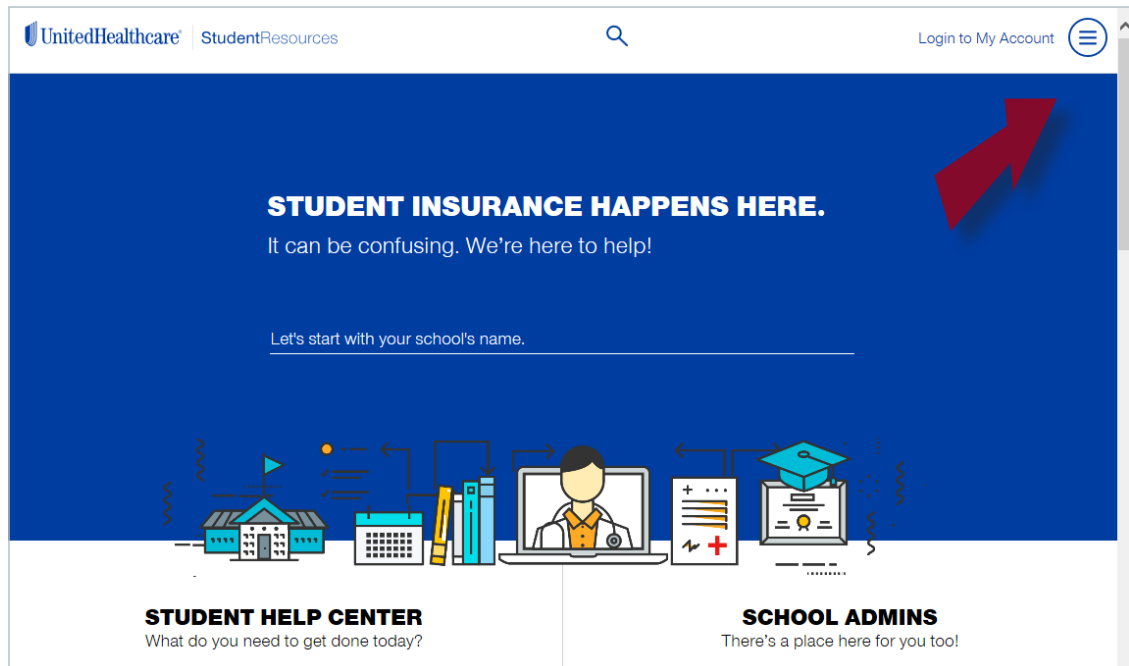 UnitedHealthcare® StudentResources
Login to My Account
STUDENT INSURANCE HAPPENS HERE.
It can be confusing. We're here to help!
Let's start with your school's name.
STUDENT HELP CENTER
What do you need to get done today?
SCHOOL ADMINS
There's a place here for you too!